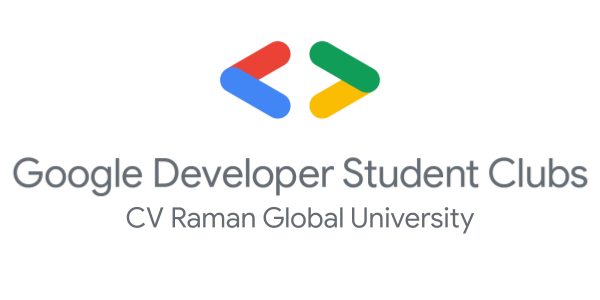 Google Developer Student Clubs
CV Raman Global University